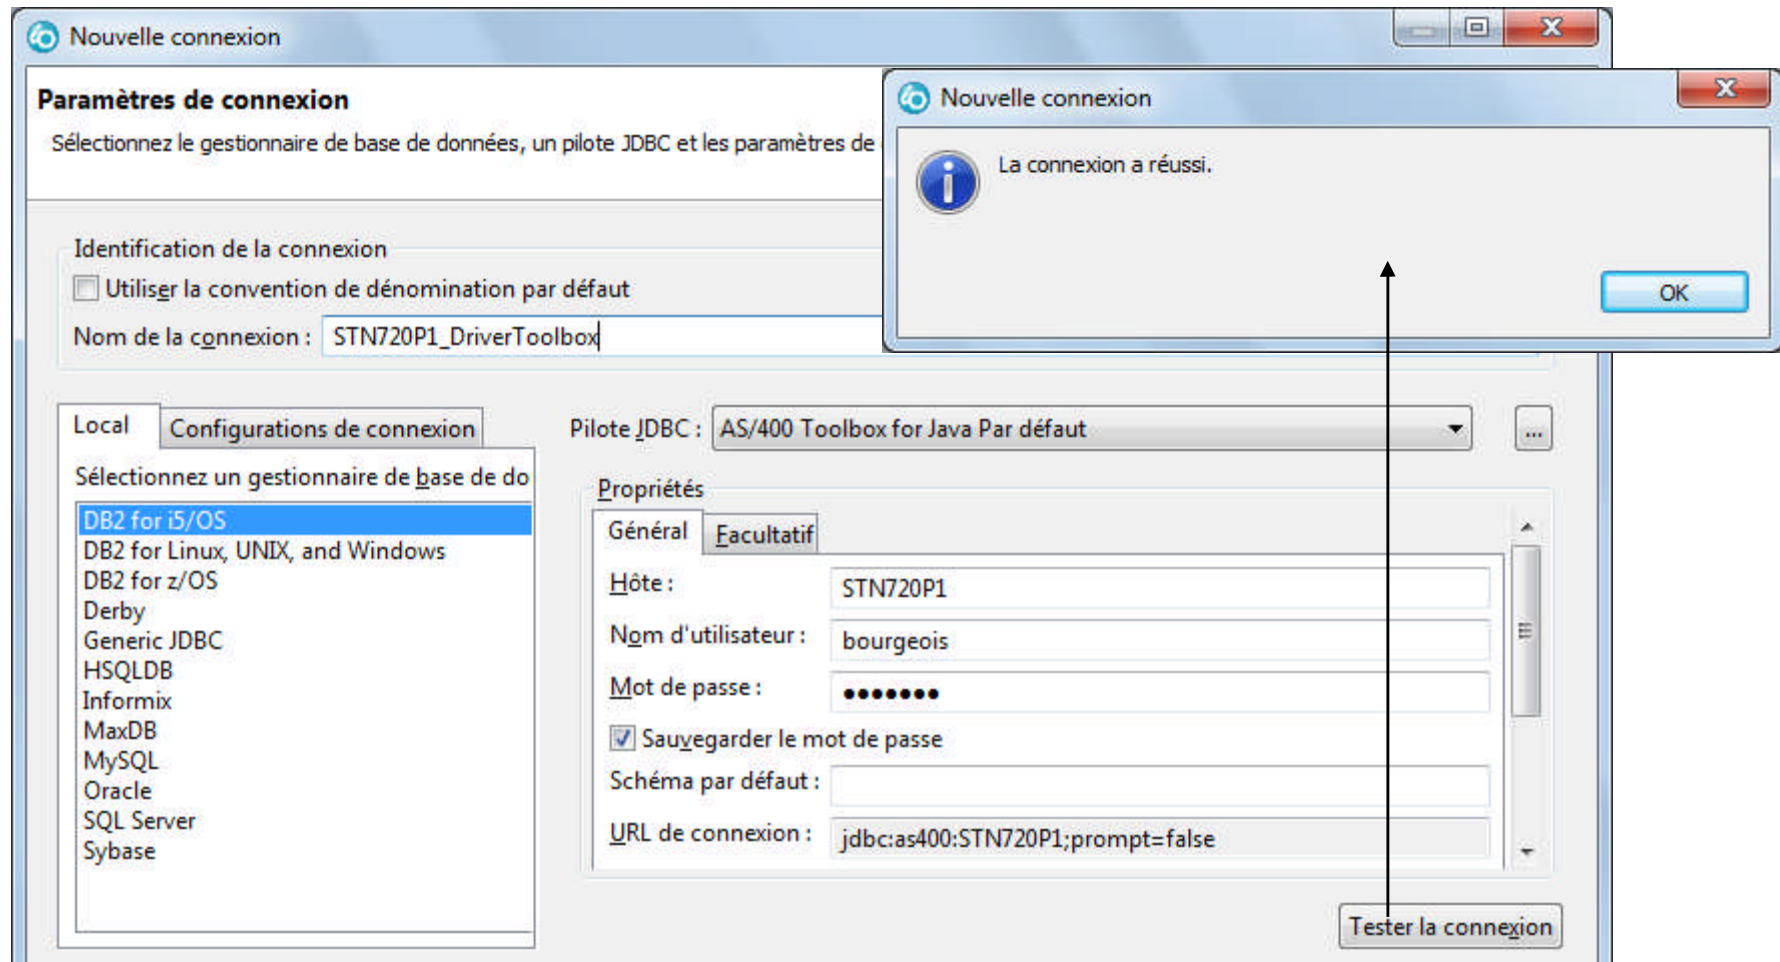 Nouvelle connexion
Paramètres de connexion
Sélectionnez le gestionnaire de base de données, un pilote JDBC et les paramètres de
Nouvelle connexion
La connexion a réussi.
OK
Identification de la connexion
Utiliser la convention de dénomination par défaut
Nom de la connexion : STN720P1_DriverToolbox
Local Configurations de connexion
Sélectionnez un gestionnaire de base de do
DB2 for i5/OS
DB2 for Linux, UNIX, and Windows
DB2 for z/OS
Derby
Generic JDBC
HSQLDB
Informix
MaxDB
MySQL
Oracle
SQL Server
Sybase
Pilote JDBC : AS/400 Toolbox for Java Par défaut ...
Propriétés
Général Facultatif
Hôte : STN720P1
Nom d'utilisateur : bourgeois
Mot de passe : ●●●●●●●
Sauvegarder le mot de passe
Schéma par défaut :
URL de connexion : jdbc:as400:STN720P1;prompt=false
Tester la connexion